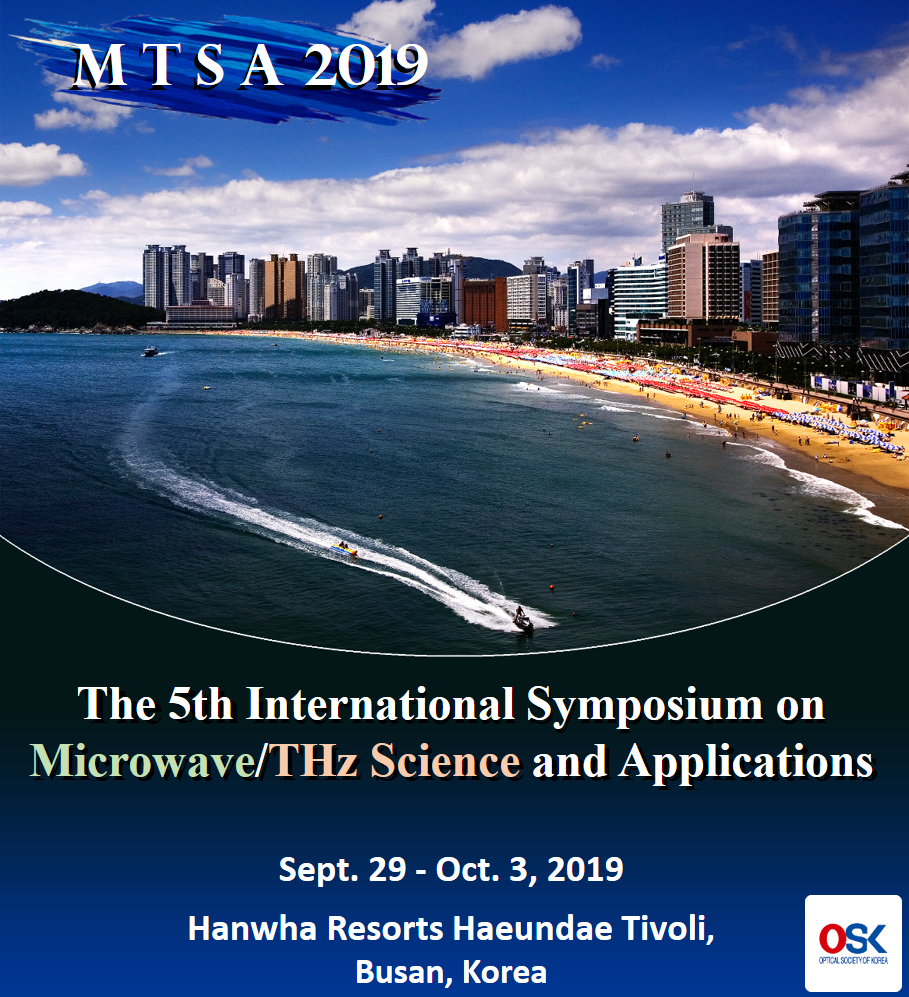 MTSA 2019
The 5th International Symposium on
Microwave/THz Science and Applications
Sept. 29 - Oct. 3, 2019
Hanwha Resorts Haeundae Tivoli,
Busan, Korea
OSK
OPTICAL SOCIETY OF KOREA